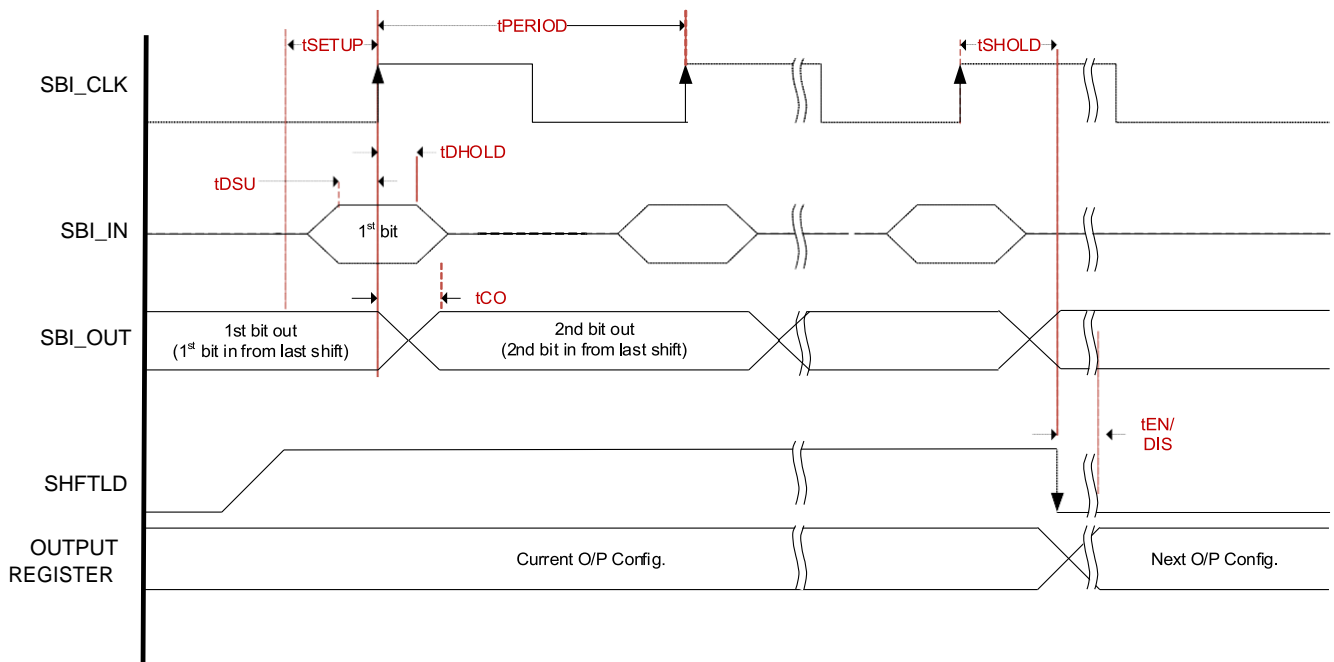 tPERIOD
tSETUP
tSHOLD
SBI_CLK
tDHOLD
tDSU
SBI_IN
1st bit
tCO
SBI_OUT
1st bit out
(1st bit in from last shift)
2nd bit out
(2nd bit in from last shift)
tEN/
DIS
SHFTLD
OUTPUT
REGISTER
Current O/P Config.
Next O/P Config.